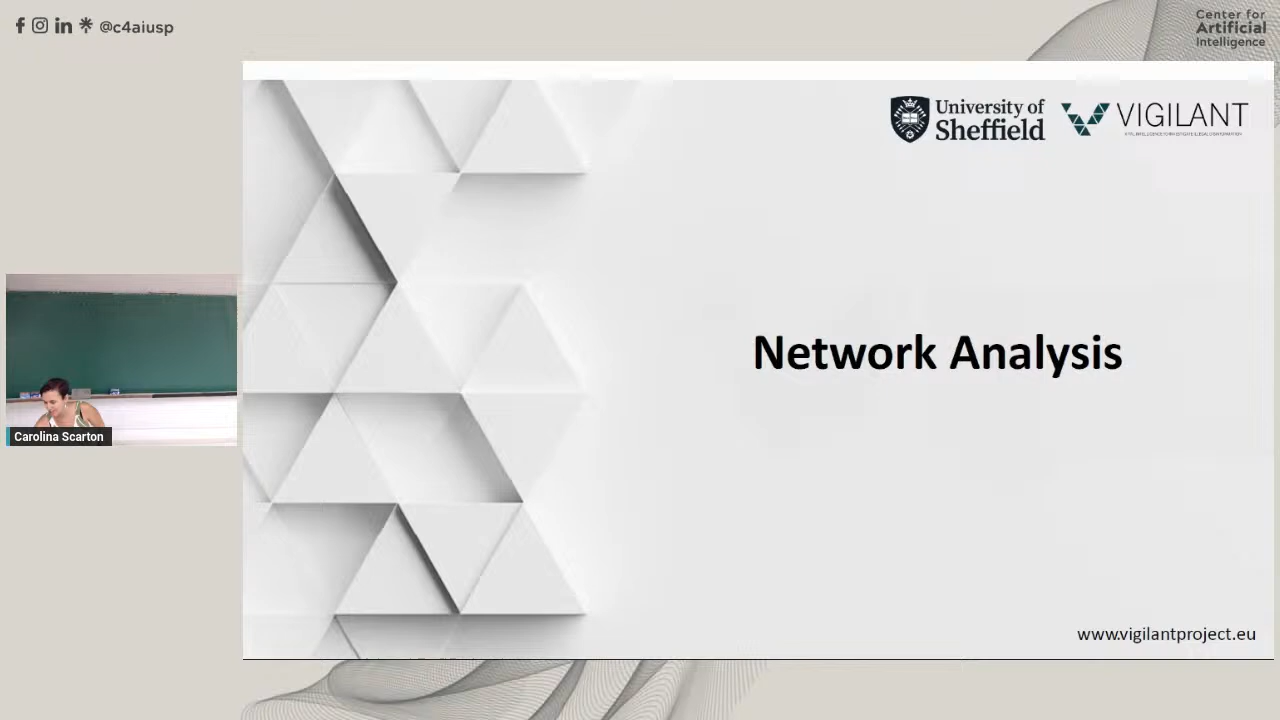 @c4aiusp
Center for
Artificial
Intelligence
University of
Sheffield
VIGILANT
Network Analysis
Carolina Scarton
www.vigilantproject.eu